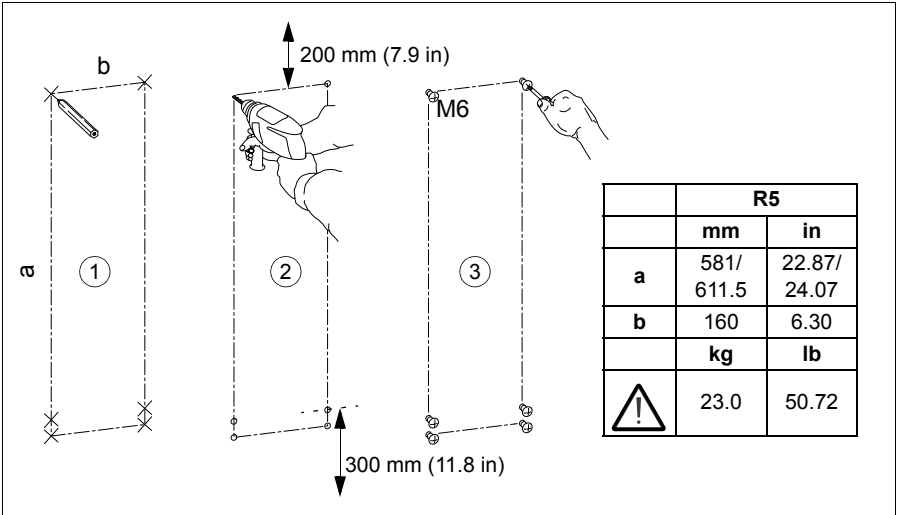 200 mm (7.9 in)
b
M6
a
1
2
3
300 mm (11.8 in)
R5
mm in
a 581/ 22.87/
611.5 24.07
b 160 6.30
kg lb
! 23.0 50.72